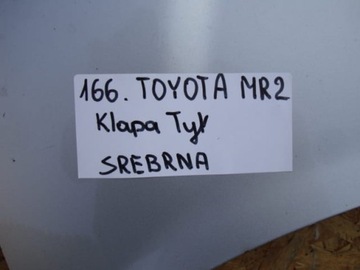 166. TOYOTA MR2
Klapa Tył
SREBRNA